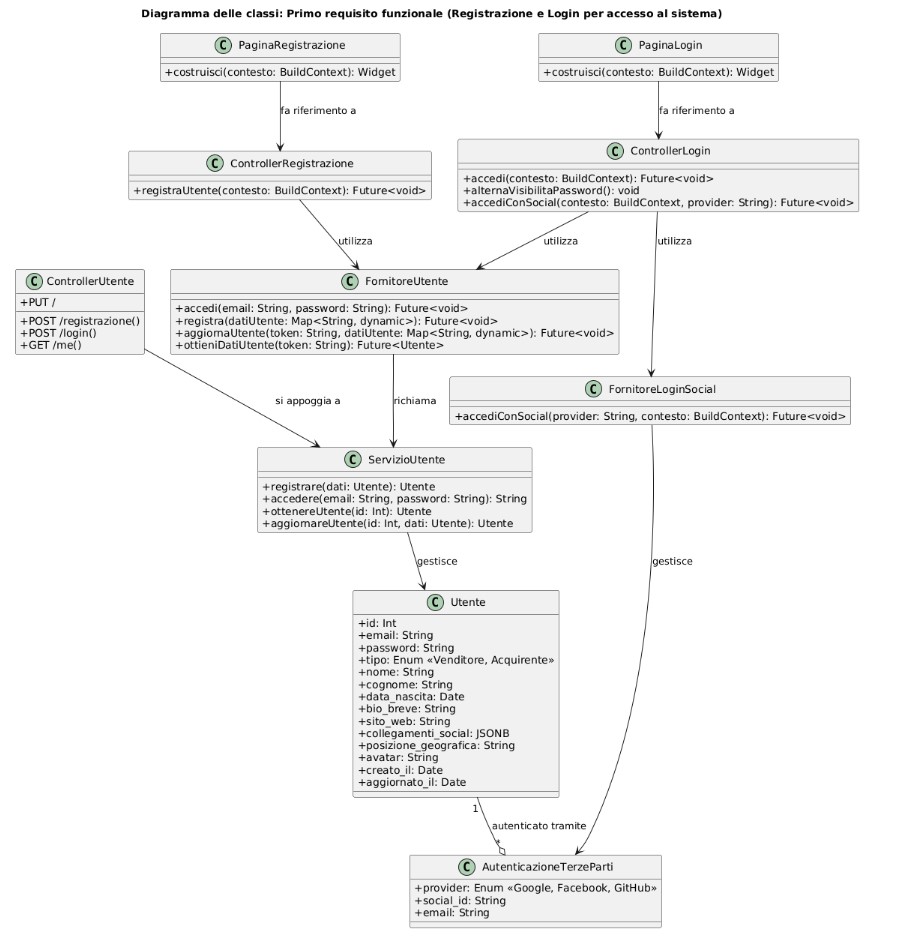 Diagramma delle classi: Primo requisito funzionale (Registrazione e Login per accesso al sistema)
C PaginaRegistrazione
+costruisci(contesto: BuildContext): Widget
C PaginaLogin
+costruisci(contesto: BuildContext): Widget
fa riferimento a
fa riferimento a
C ControllerRegistrazione
+registraUtente(contesto: BuildContext): Future<void>
C ControllerLogin
+accedi(contesto: BuildContext): Future<void>
+alternaVisibilitaPassword(): void
+accediConSocial(contesto: BuildContext, provider: String): Future<void>
utilizza
utilizza
utilizza
C ControllerUtente
+PUT /
+POST /registrazione()
+POST /login()
+GET /me()
C FornitoreUtente
+accedi(email: String, password: String): Future<void>
+registra(datiUtente: Map<String, dynamic>): Future<void>
+aggiornaUtente(token: String, datiUtente: Map<String, dynamic>): Future<void>
+ottieniDatiUtente(token: String): Future<Utente>
C FornitoreLoginSocial
+accediConSocial(provider: String, contesto: BuildContext): Future<void>
si appoggia a
richiama
C ServizioUtente
+registrare(dati: Utente): Utente
+accedere(email: String, password: String): String
+ottenereUtente(id: Int): Utente
+aggiornareUtente(id: Int, dati: Utente): Utente
gestisce
gestisce
C Utente
+id: Int
+email: String
+password: String
+tipo: Enum «Venditore, Acquirente»
+nome: String
+cognome: String
+data_nascita: Date
+bio_breve: String
+sito_web: String
+collegamenti_social: JSONB
+posizione_geografica: String
+avatar: String
+creato_il: Date
+aggiornato_il: Date
1
autenticato tramite
*
C AutenticazioneTerzeParti
+provider: Enum «Google, Facebook, GitHub»
+social_id: String
+email: String